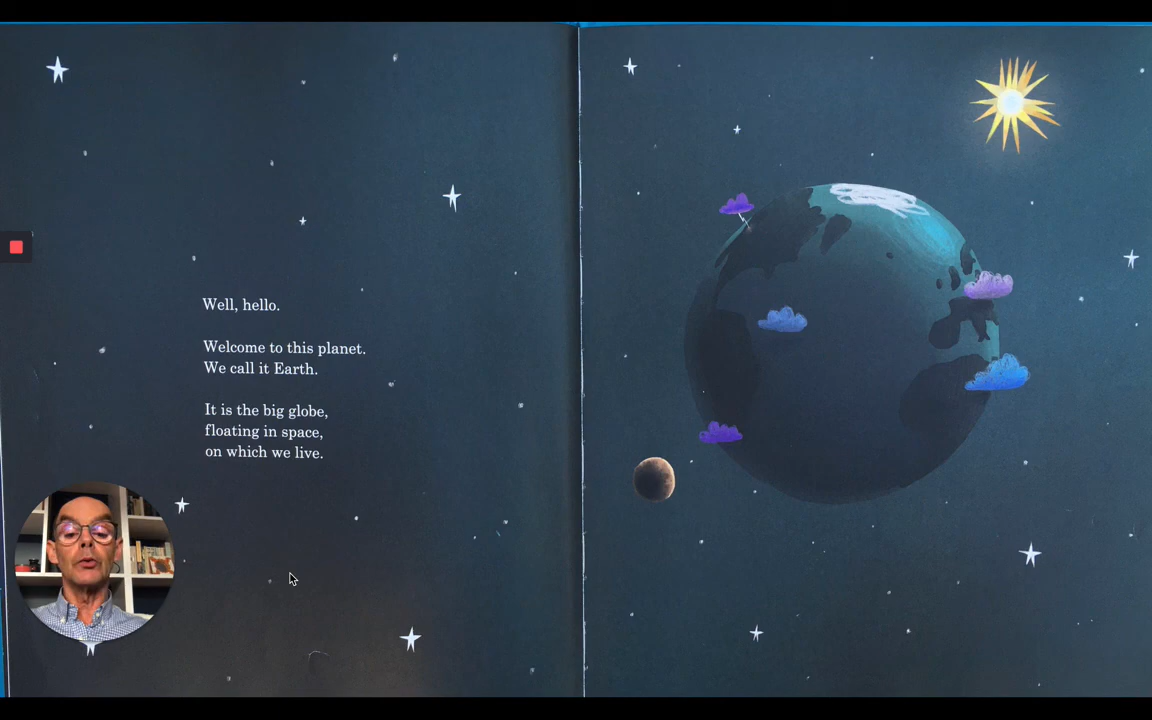 Well, hello.
Welcome to this planet.
We call it Earth.
It is the big globe,
floating in space,
on which we live.